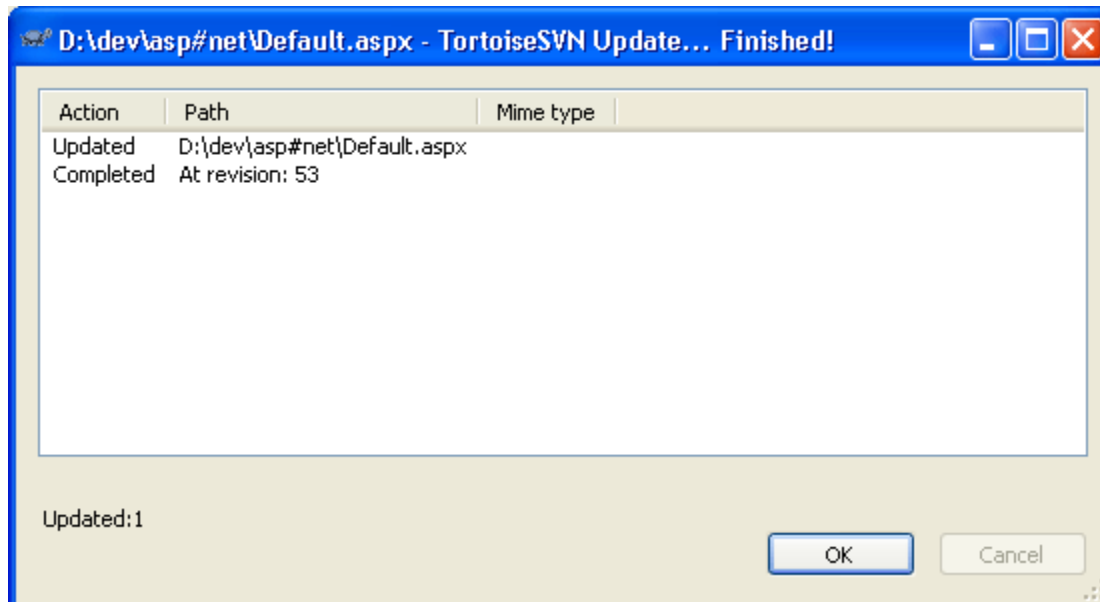 D:\dev\asp#net\Default.aspx - TortoiseSVN Update... Finished!
Action Path Mime type
Updated D:\dev\asp#net\Default.aspx
Completed At revision: 53
Updated:1
OK Cancel